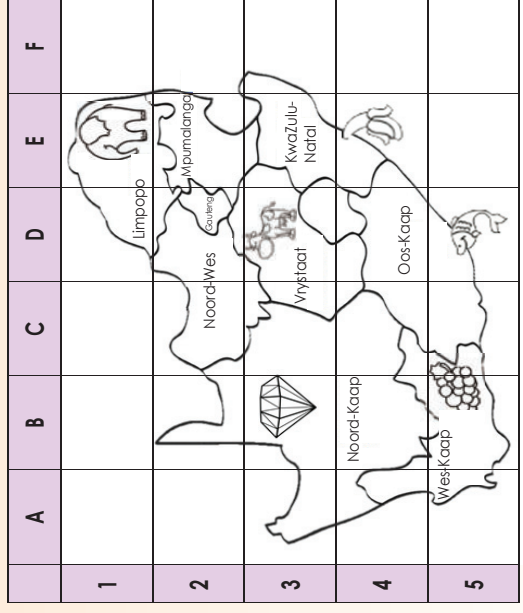 A B C D E F
1
2
3
4
5
Limpopo
Mpumalanga
Gauteng
Noord-Wes
KwaZulu-
Natal
Vrystaat
Noord-Kaap
Oos-Kaap
Wes-Kaap